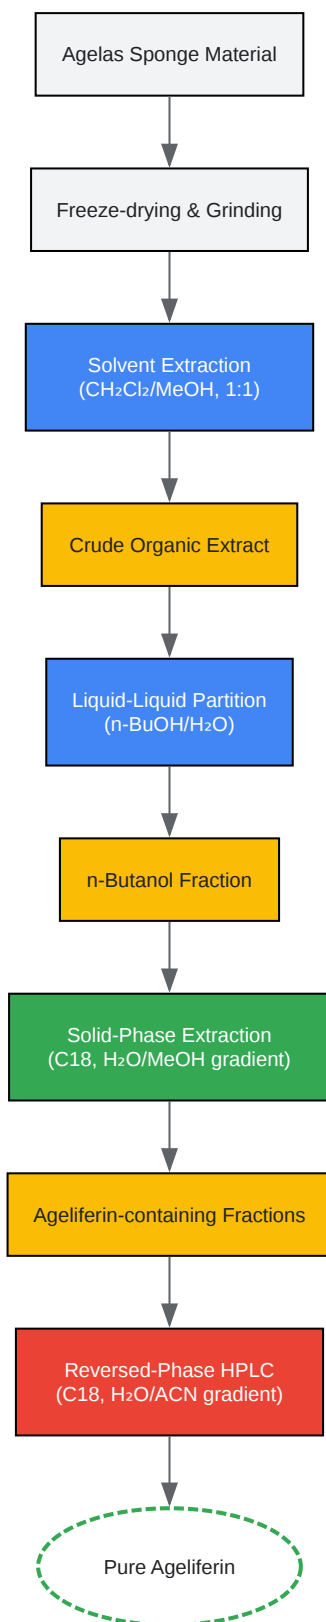 Agelas Sponge Material
Freeze-drying & Grinding
Solvent Extraction
(CH₂Cl₂/MeOH, 1:1)
Crude Organic Extract
Liquid-Liquid Partition
(n-BuOH/H₂O)
n-Butanol Fraction
Solid-Phase Extraction
(C18, H₂O/MeOH gradient)
Ageliferin-containing Fractions
Reversed-Phase HPLC
(C18, H₂O/ACN gradient)
Pure Ageliferin